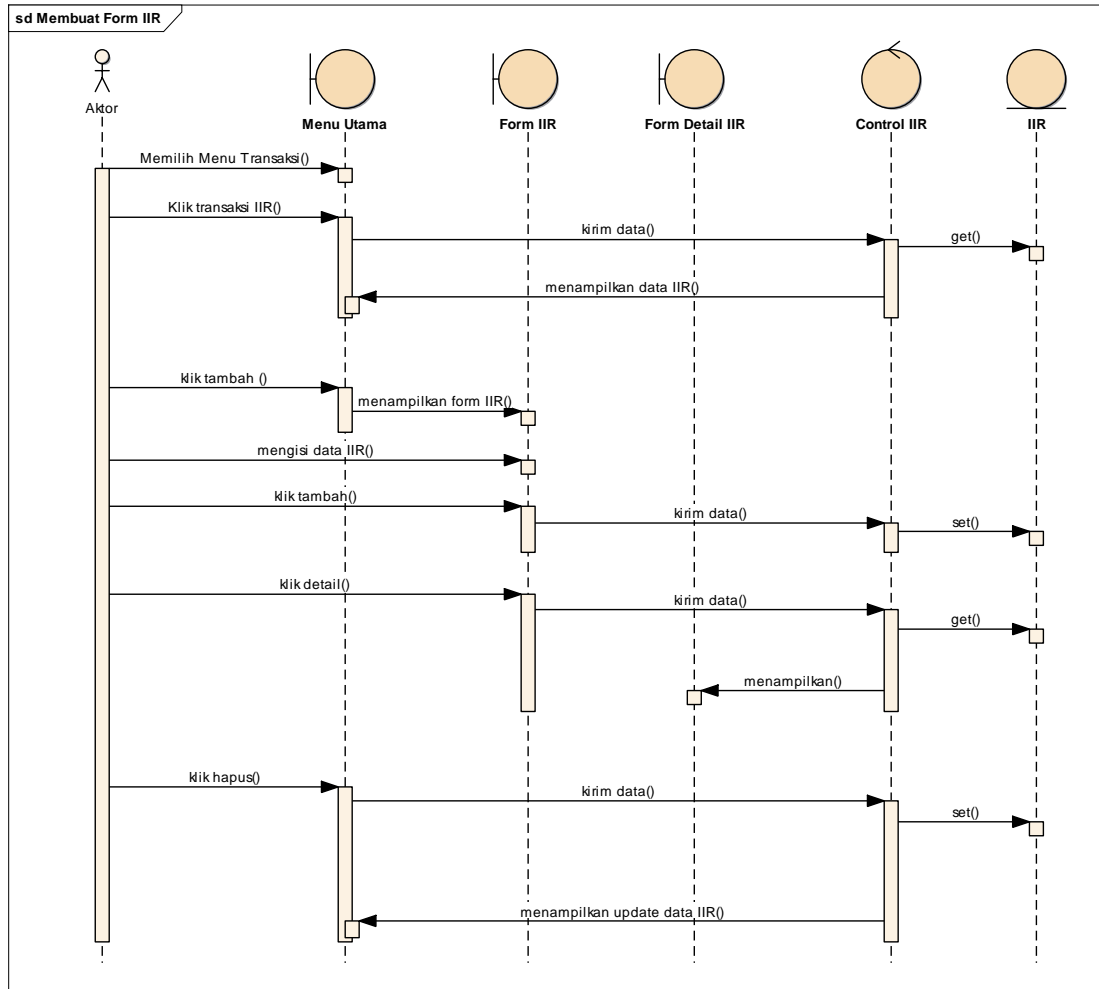 sd Membuat Form IIR
Aktor
Menu Utama
Form IIR
Form Detail IIR
Control IIR
IIR
Memilih Menu Transaksi()
Klik transaksi IIR()
kirim data()
get()
menampilkan data IIR()
klik tambah ()
menampilkan form IIR()
mengisi data IIR()
klik tambah()
kirim data()
set()
klik detail()
kirim data()
get()
menampilkan()
klik hapus()
kirim data()
set()
menampilkan update data IIR()